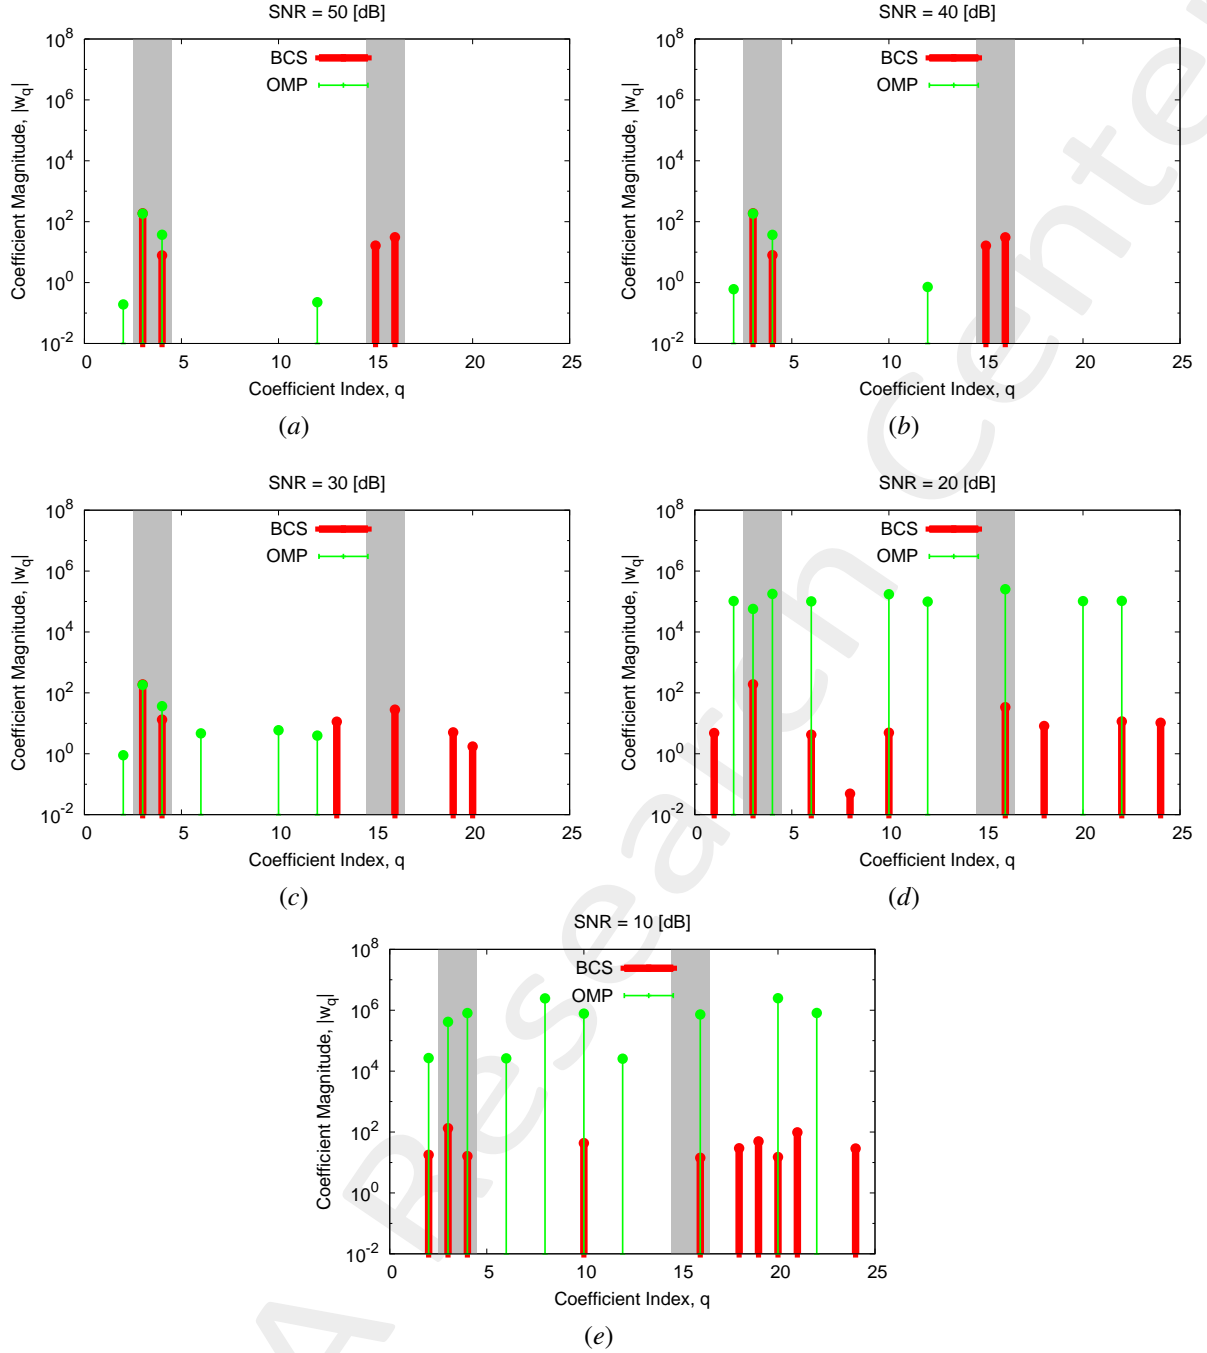 SNR = 50 [dB]
Coefficient Magnitude, |w_q|
10^8
10^6
10^4
10^2
10^0
10^-2
BCS
OMP
0 5 10 15 20 25
Coefficient Index, q
(a)
SNR = 40 [dB]
Coefficient Magnitude, |w_q|
10^8
10^6
10^4
10^2
10^0
10^-2
BCS
OMP
0 5 10 15 20 25
Coefficient Index, q
(b)
SNR = 30 [dB]
Coefficient Magnitude, |w_q|
10^8
10^6
10^4
10^2
10^0
10^-2
BCS
OMP
0 5 10 15 20 25
Coefficient Index, q
(c)
SNR = 20 [dB]
Coefficient Magnitude, |w_q|
10^8
10^6
10^4
10^2
10^0
10^-2
BCS
OMP
0 5 10 15 20 25
Coefficient Index, q
(d)
SNR = 10 [dB]
Coefficient Magnitude, |w_q|
10^8
10^6
10^4
10^2
10^0
10^-2
BCS
OMP
0 5 10 15 20 25
Coefficient Index, q
(e)
A Research Center